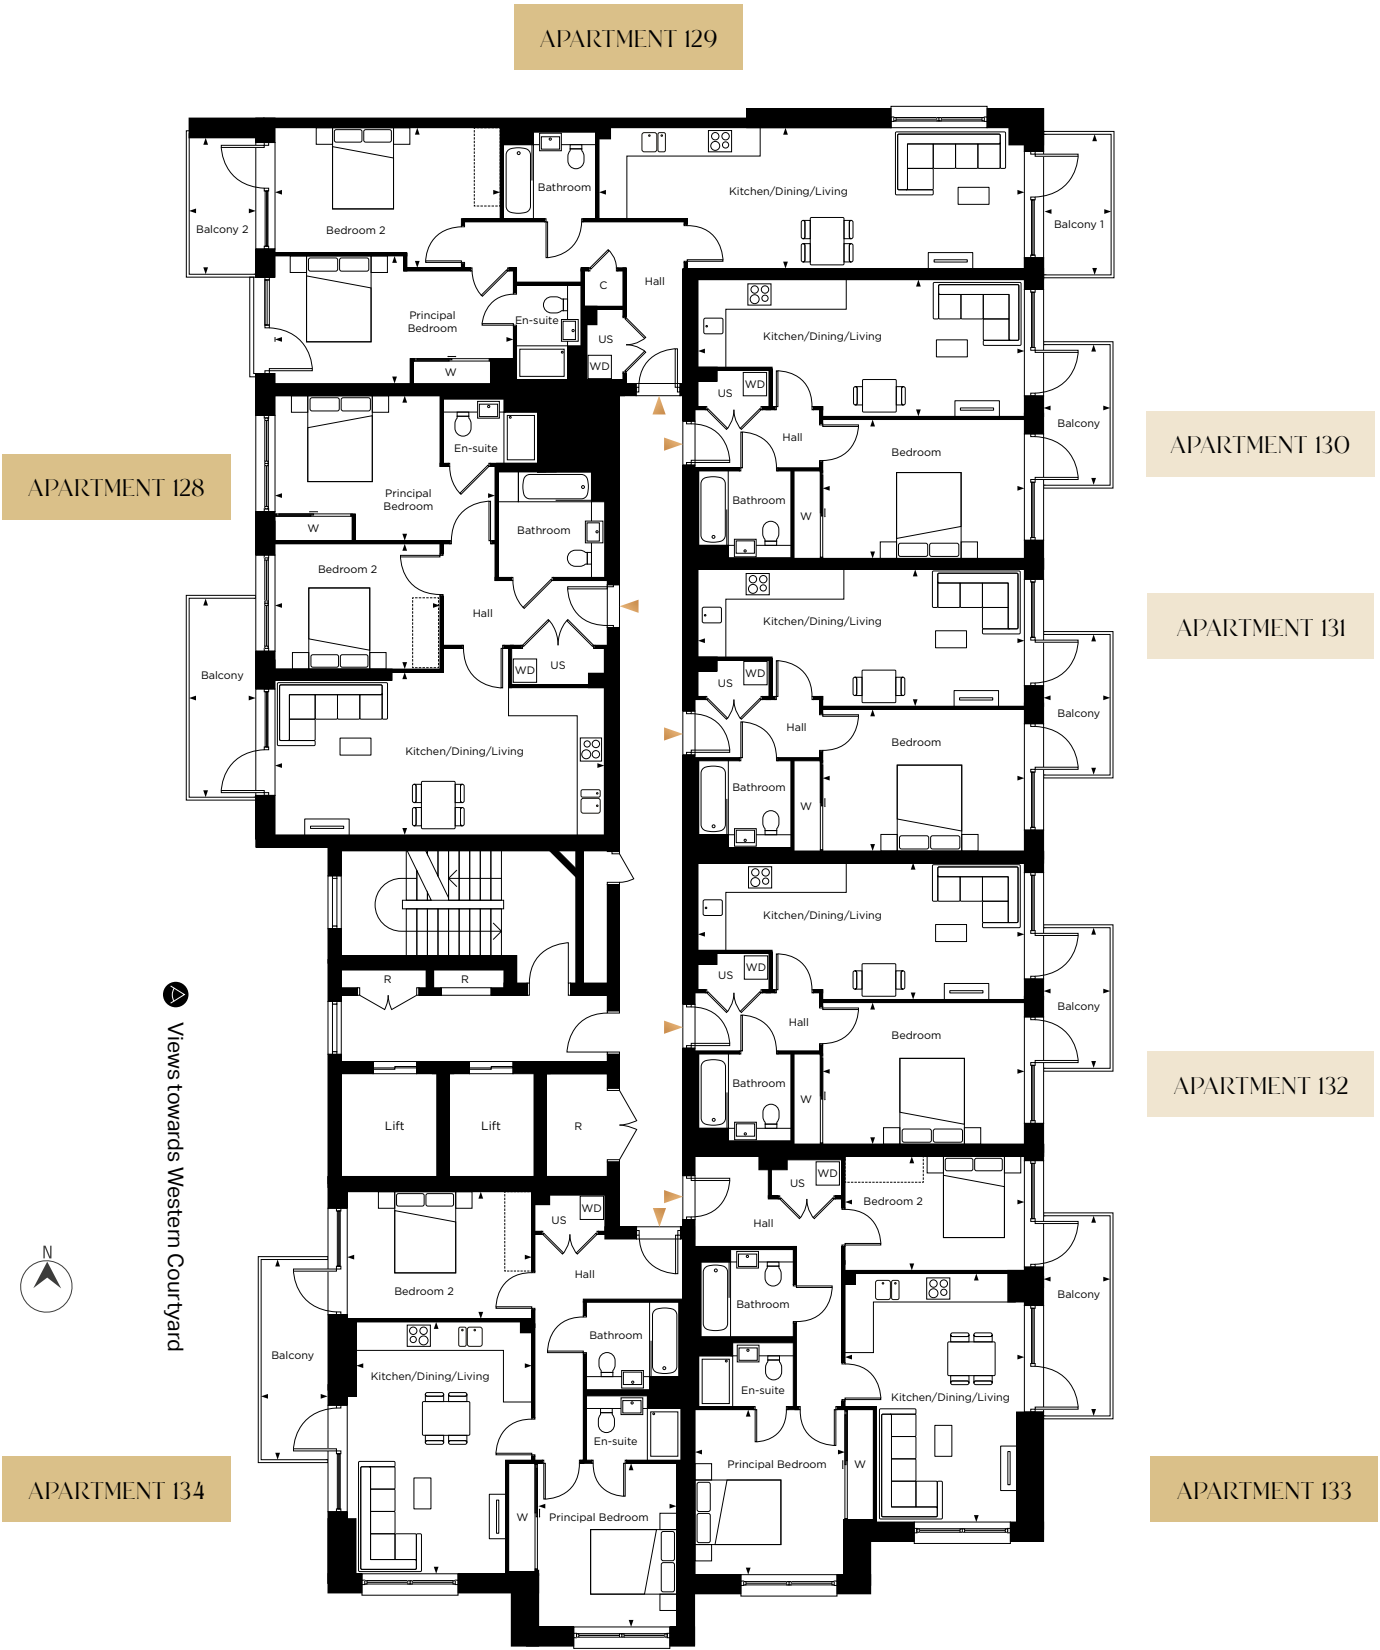 APARTMENT 129
Balcony 2
Bedroom 2
Bathroom
Kitchen/Dining/Living
Balcony 1
Hall
C
Principal
Bedroom
En-suite
US
WD
W
APARTMENT 128
Principal
Bedroom
En-suite
W
Bathroom
Bedroom 2
Hall
WD
US
Balcony
Kitchen/Dining/Living
APARTMENT 130
Kitchen/Dining/Living
US
WD
Hall
Bedroom
Balcony
Bathroom
W
APARTMENT 131
Kitchen/Dining/Living
US
WD
Hall
Bedroom
Balcony
Bathroom
W
APARTMENT 132
Kitchen/Dining/Living
US
WD
Hall
Bedroom
Balcony
Bathroom
W
R
R
Lift
Lift
R
Views towards Western Courtyard
N
APARTMENT 134
Bedroom 2
US
WD
Hall
Balcony
Bathroom
Kitchen/Dining/Living
En-suite
W
Principal Bedroom
APARTMENT 133
US
WD
Bedroom 2
Hall
Balcony
Bathroom
En-suite
Kitchen/Dining/Living
Principal Bedroom
W